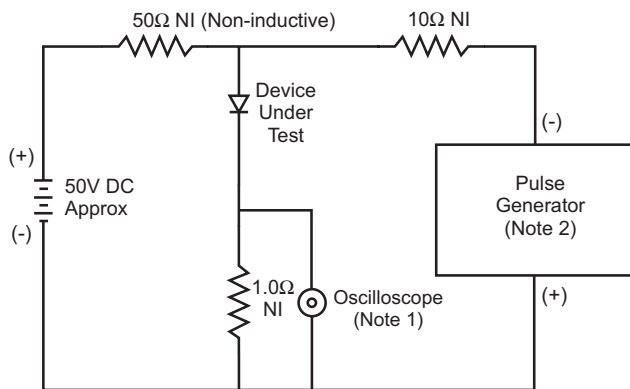 50Ω NI (Non-inductive)
10Ω NI
Device
Under
Test
(+)
50V DC
Approx
(-)
1.0Ω
NI
Oscilloscope
(Note 1)
(-)
Pulse
Generator
(Note 2)
(+)